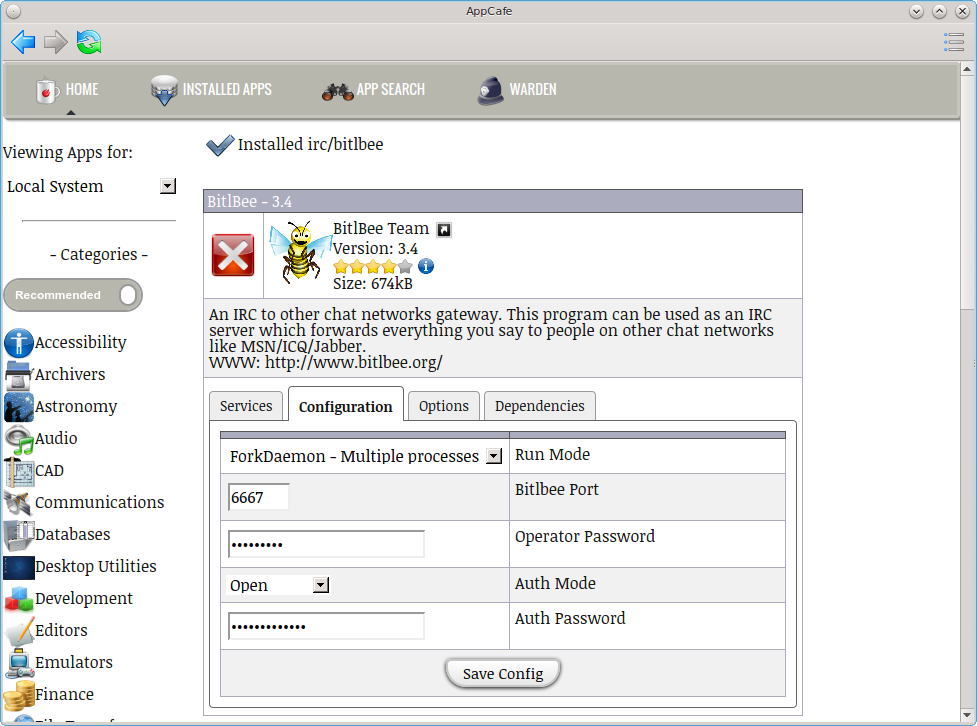 AppCafe
HOME
INSTALLED APPS
APP SEARCH
WARDEN
Viewing Apps for:
Local System
- Categories -
Recommended
Accessibility
Archivers
Astronomy
Audio
CAD
Communications
Databases
Desktop Utilities
Development
Editors
Emulators
Finance
Installed irc/bitlbee
BitlBee - 3.4
BitlBee Team
Version: 3.4
Size: 674kB
An IRC to other chat networks gateway. This program can be used as an IRC
server which forwards everything you say to people on other chat networks
like MSN/ICQ/Jabber.
WWW: http://www.bitlbee.org/
Services
Configuration
Options
Dependencies
ForkDaemon - Multiple processes
Run Mode
6667
Bitlbee Port
•••••••••
Operator Password
Open
Auth Mode
•••••••••••••
Auth Password
Save Config